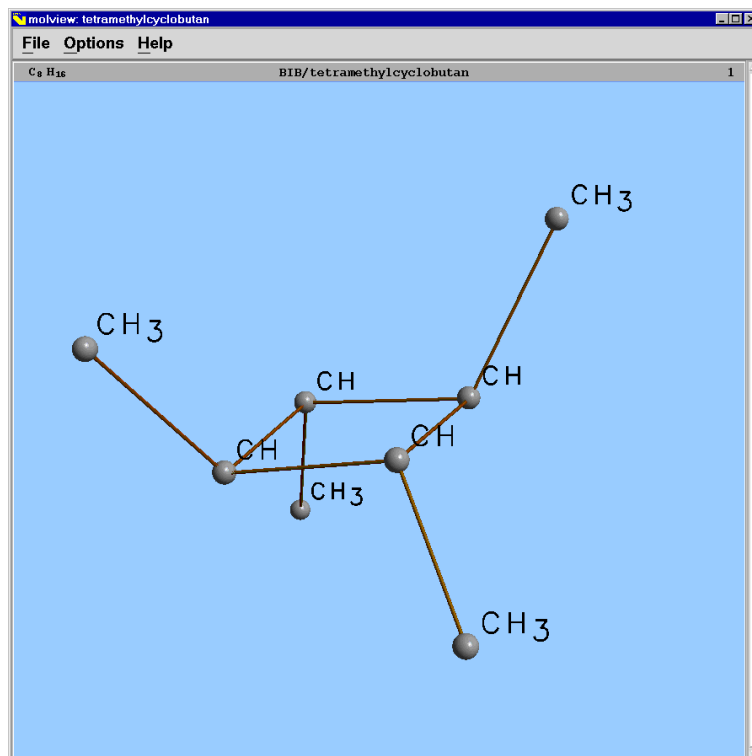 molview: tetramethylcyclobutan
File Options Help
C8 H16 BIB/tetramethylcyclobutan 1
CH3
CH3
CH
CH
CH
CH
CH3
CH3